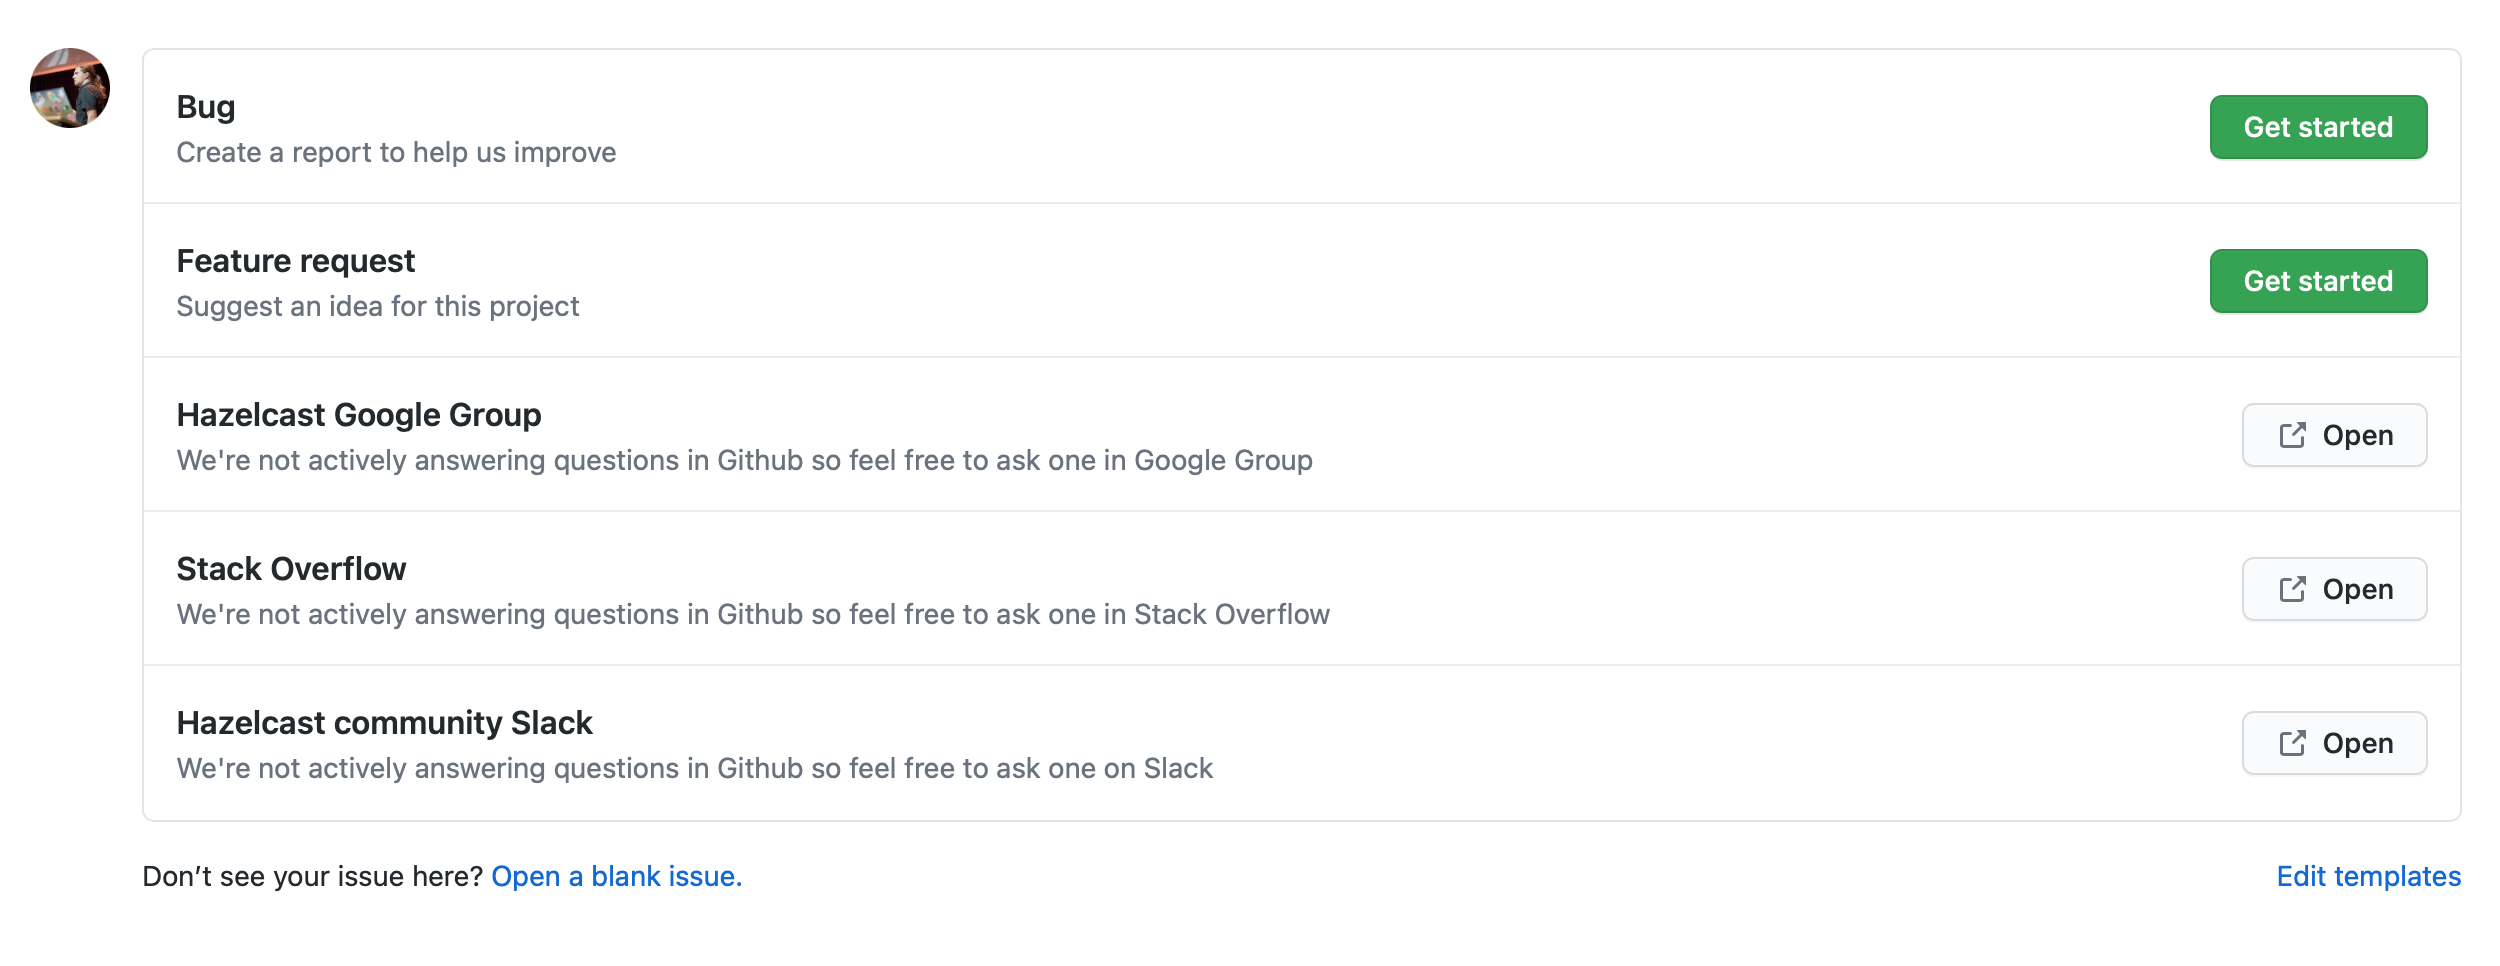 Bug
Create a report to help us improve
Get started
Feature request
Suggest an idea for this project
Get started
Hazelcast Google Group
We're not actively answering questions in Github so feel free to ask one in Google Group
Open
Stack Overflow
We're not actively answering questions in Github so feel free to ask one in Stack Overflow
Open
Hazelcast community Slack
We're not actively answering questions in Github so feel free to ask one on Slack
Open
Don’t see your issue here? Open a blank issue.
Edit templates